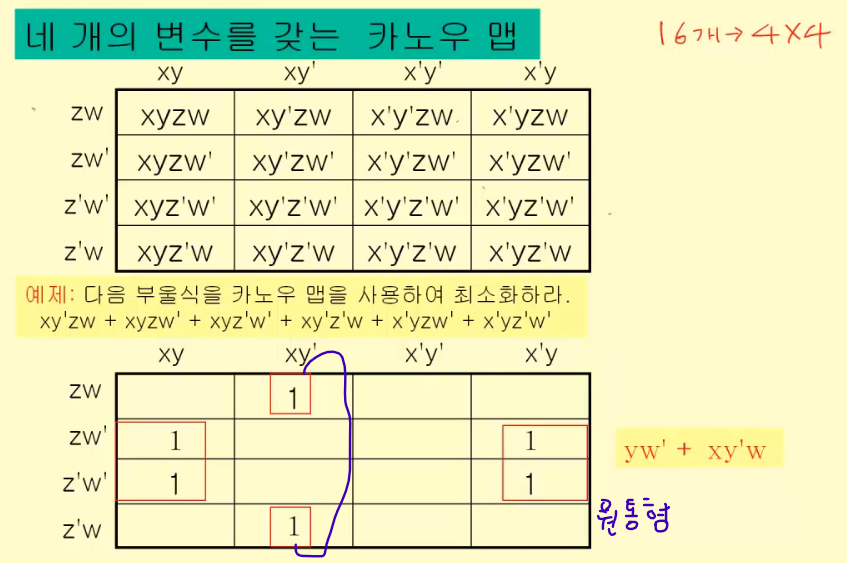 네 개의 변수를 갖는 카노우 맵
16개→4X4
xy xy' x'y' x'y
zw xyzw xy'zw x'y'zw x'yzw
zw' xyzw' xy'zw' x'y'zw' x'yzw'
z'w' xyz'w' xy'z'w' x'y'z'w' x'yz'w'
z'w xyz'w xy'z'w x'y'z'w x'yz'w
예제: 다음 부울식을 카노우 맵을 사용하여 최소화하라.
xy'zw + xyzw' + xyz'w' + xy'z'w + x'yzw' + x'yz'w'
xy xy' x'y' x'y
zw 1
zw' 1 1
yw' + xy'w
z'w' 1 1
원통형
z'w 1